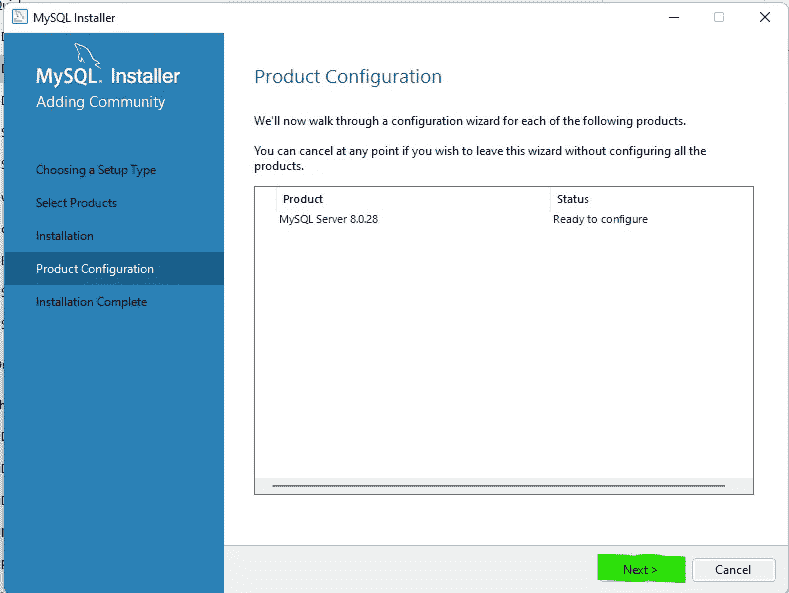 MySQL Installer
MySQL. Installer
Adding Community
Choosing a Setup Type
Select Products
Installation
Product Configuration
Installation Complete
Product Configuration
We'll now walk through a configuration wizard for each of the following products.
You can cancel at any point if you wish to leave this wizard without configuring all the
products.
Product Status
MySQL Server 8.0.28 Ready to configure
Next > Cancel